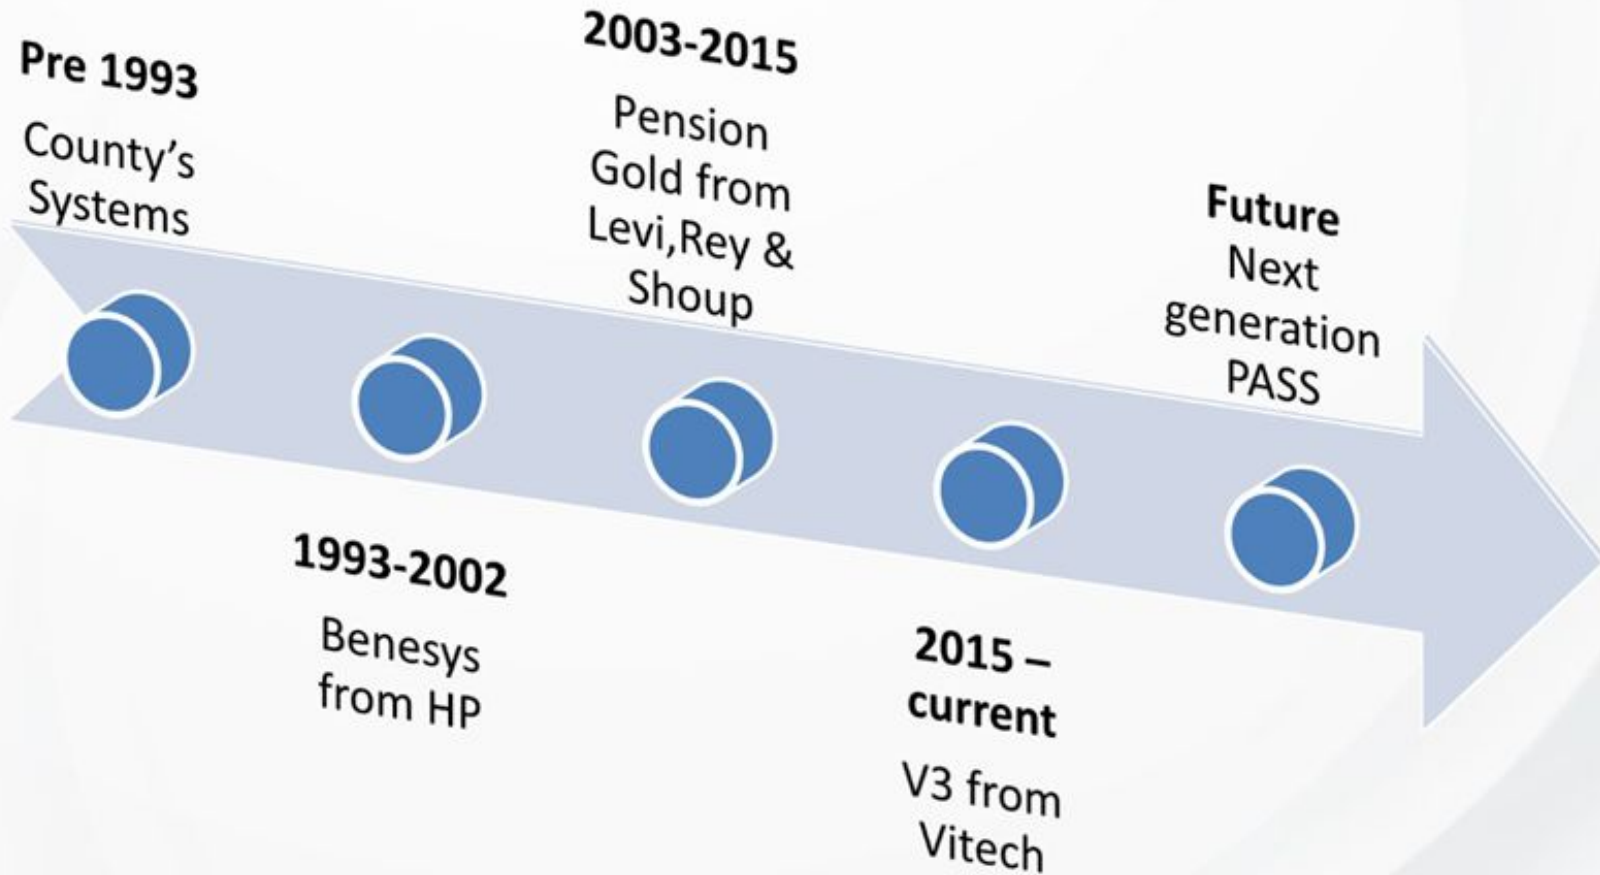 Pre 1993
County's
Systems
1993-2002
Benesys
from HP
2003-2015
Pension
Gold from
Levi,Rey &
Shoup
2015 –
current
V3 from
Vitech
Future
Next
generation
PASS